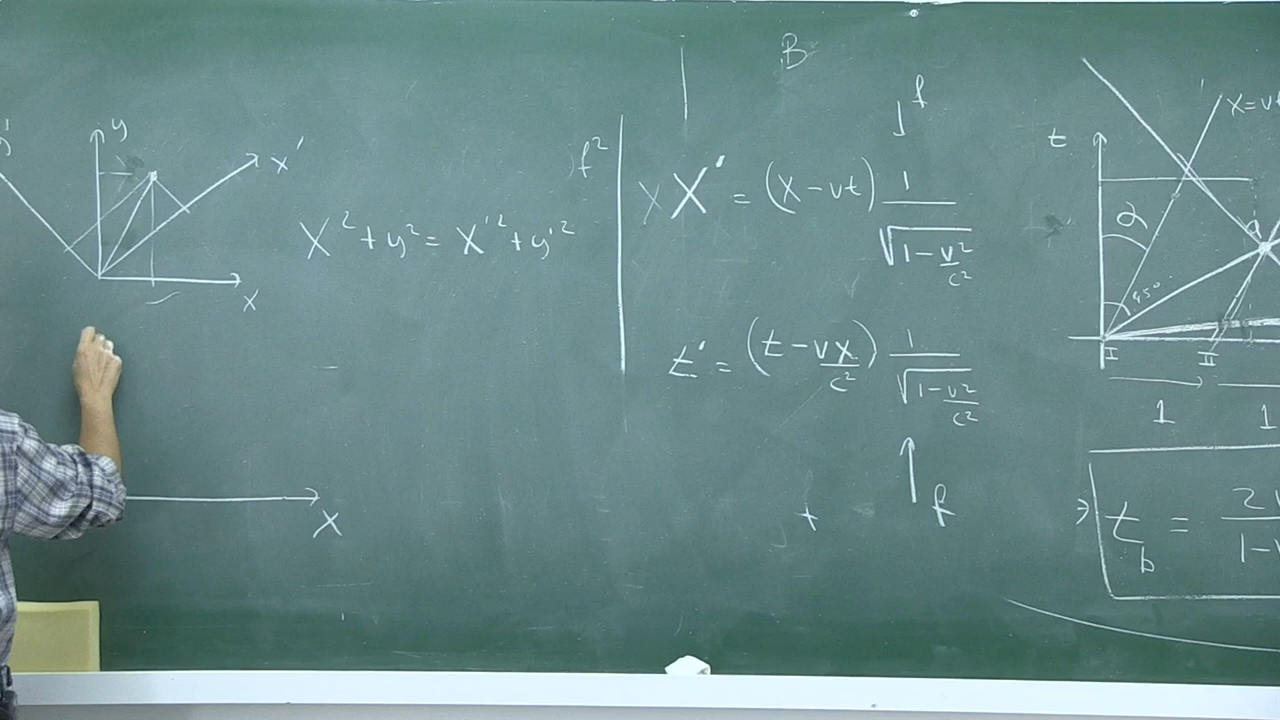 B
f
y
y'
x'
x
)f²
X² + y² = X'² + y'²
X X' = (X - vt) 1/√(1 - v²/c²)
t' = (t - vx/c²) 1/√(1 - v²/c²)
f
X
t
x = v
α
45°
I II
1 1
⇒ t_b = 2 / 1 -